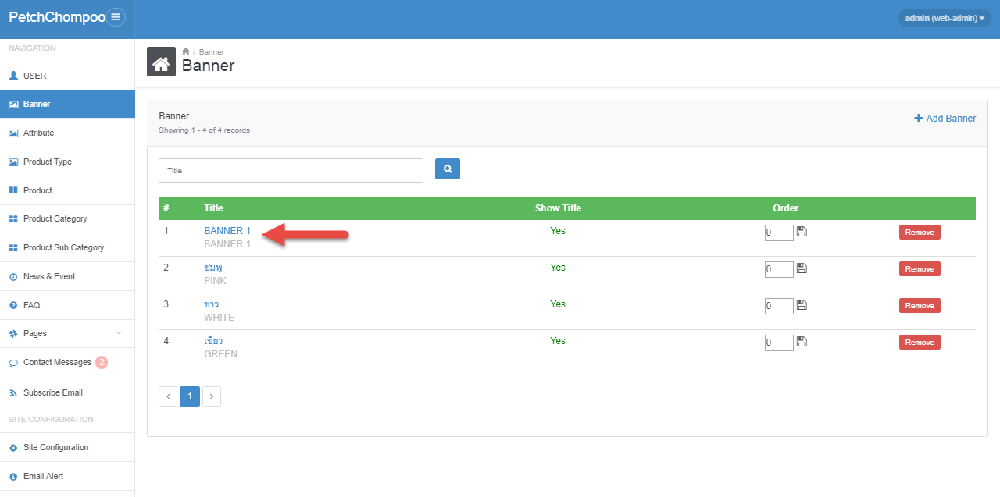 PetchChompoo
admin (web-admin)
NAVIGATION
USER
Banner
Attribute
Product Type
Product
Product Category
Product Sub Category
News & Event
FAQ
Pages
Contact Messages 2
Subscribe Email
SITE CONFIGURATION
Site Configuration
Email Alert
/ Banner
Banner
Banner
Showing 1 - 4 of 4 records
Add Banner
Title
# Title Show Title Order
1 BANNER 1 Yes 0 Remove
BANNER 1
2 ชมพู Yes 0 Remove
PINK
3 ขาว Yes 0 Remove
WHITE
4 เขียว Yes 0 Remove
GREEN
‹ 1 ›